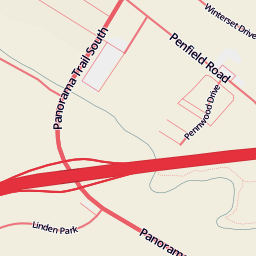 Winterset Drive
Penfield Road
Panorama Trail South
Pennwood Drive
Linden Park
Panorama